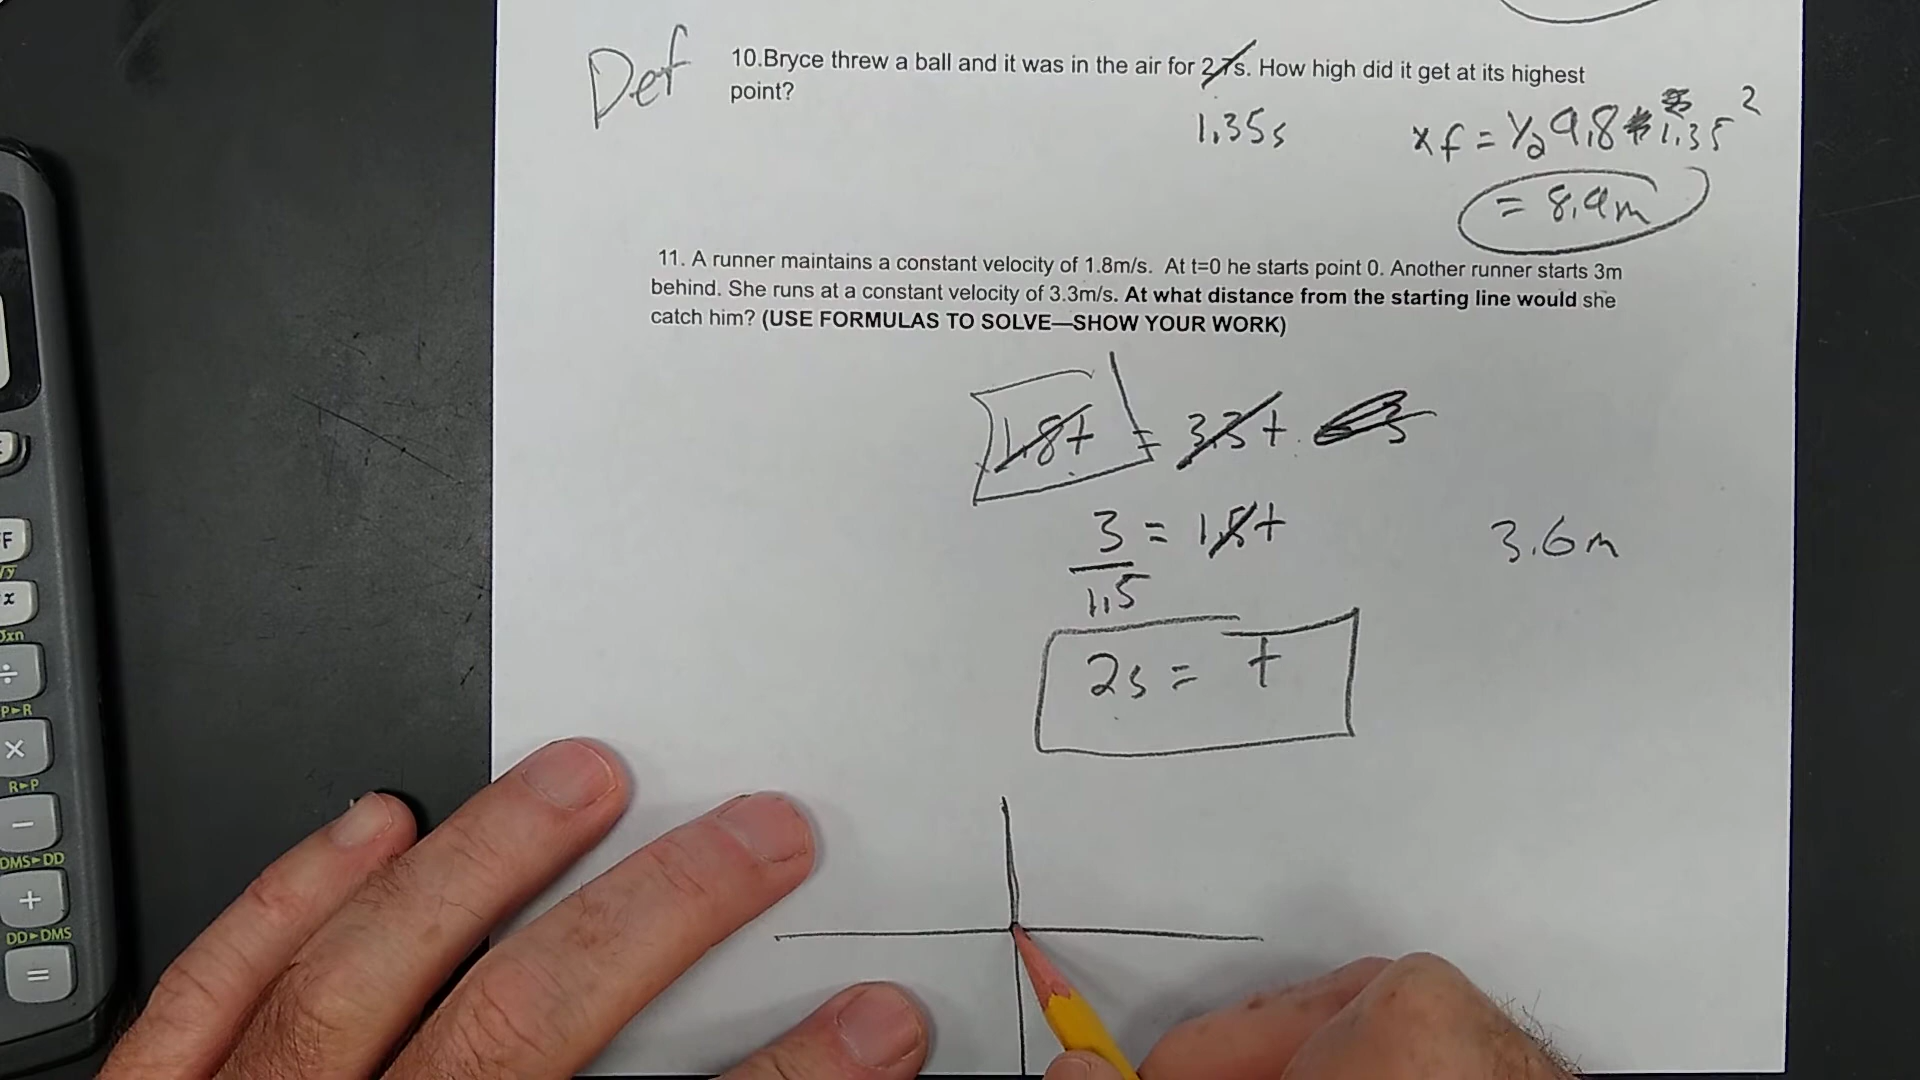 Def
10.Bryce threw a ball and it was in the air for 2.7s. How high did it get at its highest
point?
1.35s
xf = 1/2 9.8 * 1.35²
= 8.9m
11. A runner maintains a constant velocity of 1.8m/s. At t=0 he starts point 0. Another runner starts 3m
behind. She runs at a constant velocity of 3.3m/s. At what distance from the starting line would she
catch him? (USE FORMULAS TO SOLVE—SHOW YOUR WORK)
1.8t = 3.3t
3 = 1.5t
1.5
3.6m
2s = t
x
÷
P►R
×
R►P
−
DMS►DD
+
DD►DMS
=